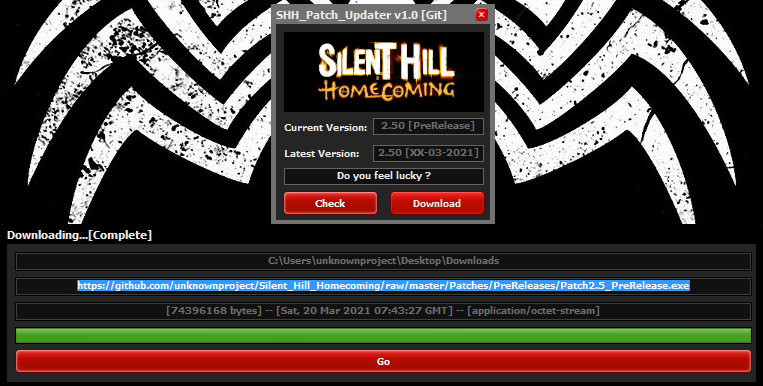 SHH_Patch_Updater v1.0 [Git]
SILENT HILL
HOMECOMING
Current Version: 2.50 [PreRelease]
Latest Version: 2.50 [XX-03-2021]
Do you feel lucky ?
Check Download
Downloading...[Complete]
C:\Users\unknownproject\Desktop\Downloads
https://github.com/unknownproject/Silent_Hill_Homecoming/raw/master/Patches/PreReleases/Patch2.5_PreRelease.exe
[74396168 bytes] -- [Sat, 20 Mar 2021 07:43:27 GMT] -- [application/octet-stream]
Go